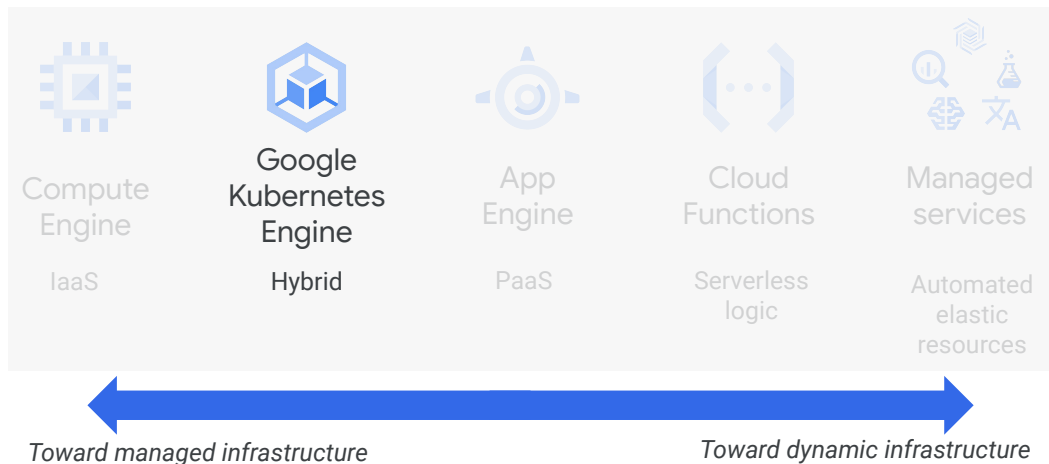 Compute
Engine
IaaS
Google
Kubernetes
Engine
Hybrid
App
Engine
PaaS
Cloud
Functions
Serverless
logic
Managed
services
Automated
elastic
resources
Toward managed infrastructure
Toward dynamic infrastructure